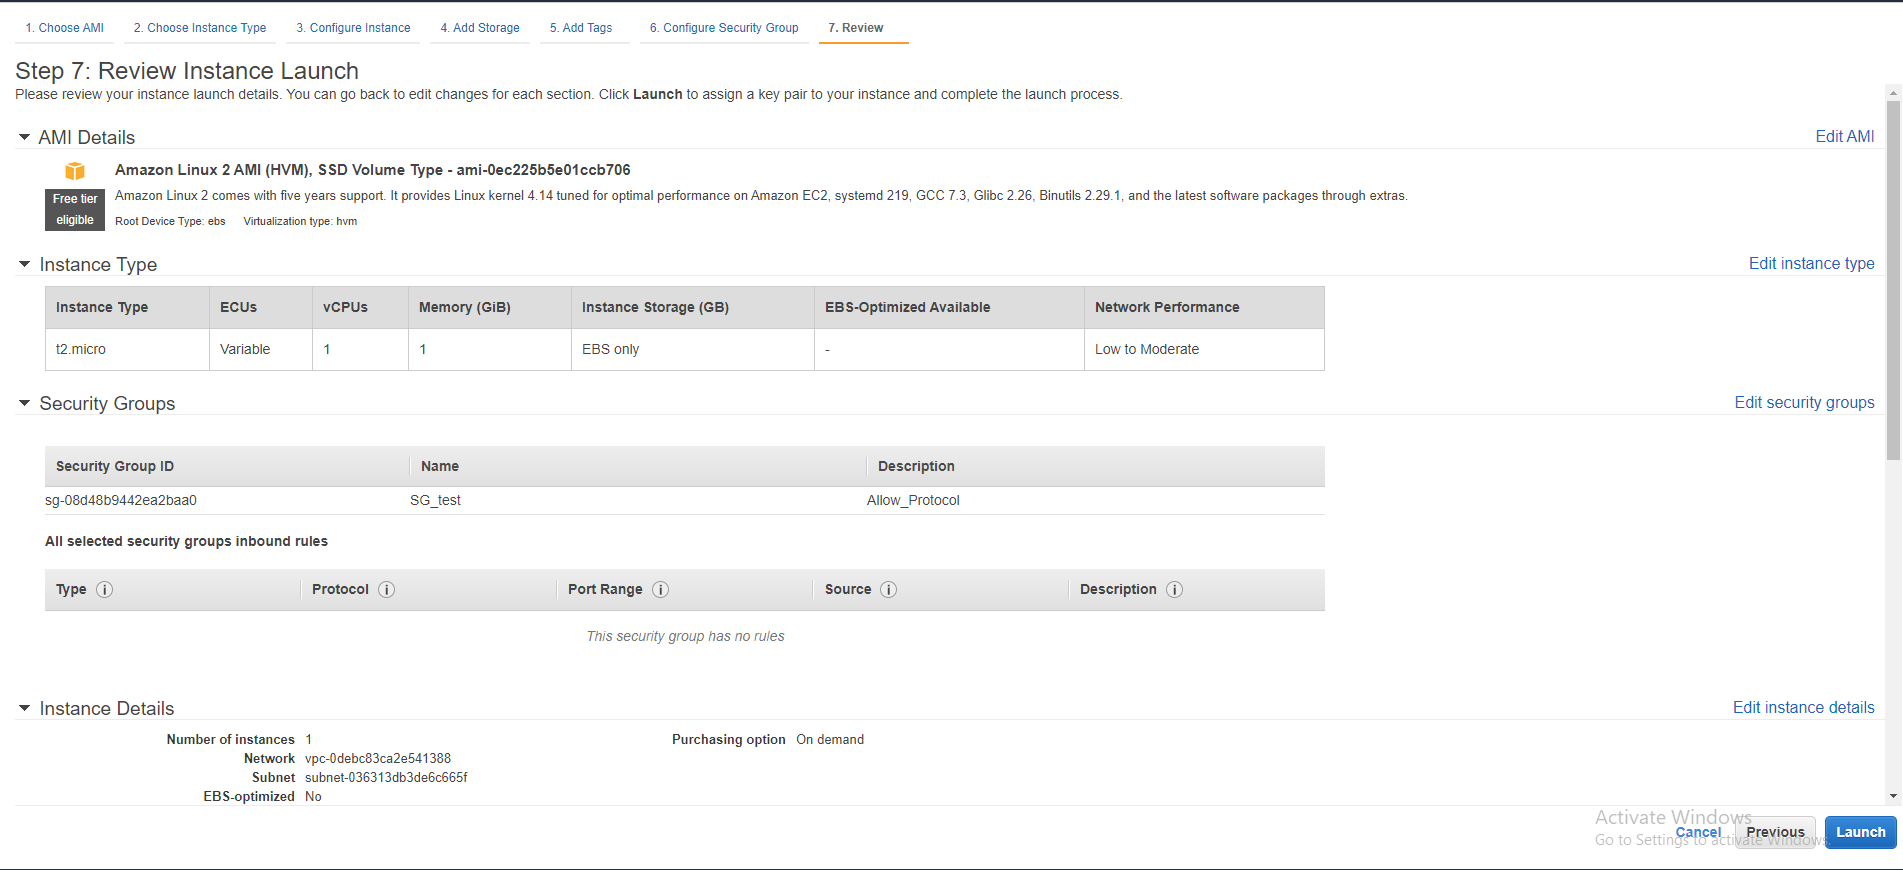 1. Choose AMI 2. Choose Instance Type 3. Configure Instance 4. Add Storage 5. Add Tags 6. Configure Security Group 7. Review
Step 7: Review Instance Launch
Please review your instance launch details. You can go back to edit changes for each section. Click Launch to assign a key pair to your instance and complete the launch process.
AMI Details Edit AMI
Amazon Linux 2 AMI (HVM), SSD Volume Type - ami-0ec225b5e01ccb706
Free tier eligible
Amazon Linux 2 comes with five years support. It provides Linux kernel 4.14 tuned for optimal performance on Amazon EC2, systemd 219, GCC 7.3, Glibc 2.26, Binutils 2.29.1, and the latest software packages through extras.
Root Device Type: ebs Virtualization type: hvm
Instance Type Edit instance type
Instance Type ECUs vCPUs Memory (GiB) Instance Storage (GB) EBS-Optimized Available Network Performance
t2.micro Variable 1 1 EBS only - Low to Moderate
Security Groups Edit security groups
Security Group ID Name Description
sg-08d48b9442ea2baa0 SG_test Allow_Protocol
All selected security groups inbound rules
Type Protocol Port Range Source Description
This security group has no rules
Instance Details Edit instance details
Number of instances 1 Purchasing option On demand
Network vpc-0debc83ca2e541388
Subnet subnet-036313db3de6c665f
EBS-optimized No
Activate Windows
Go to Settings to activate Windows.
Cancel Previous Launch